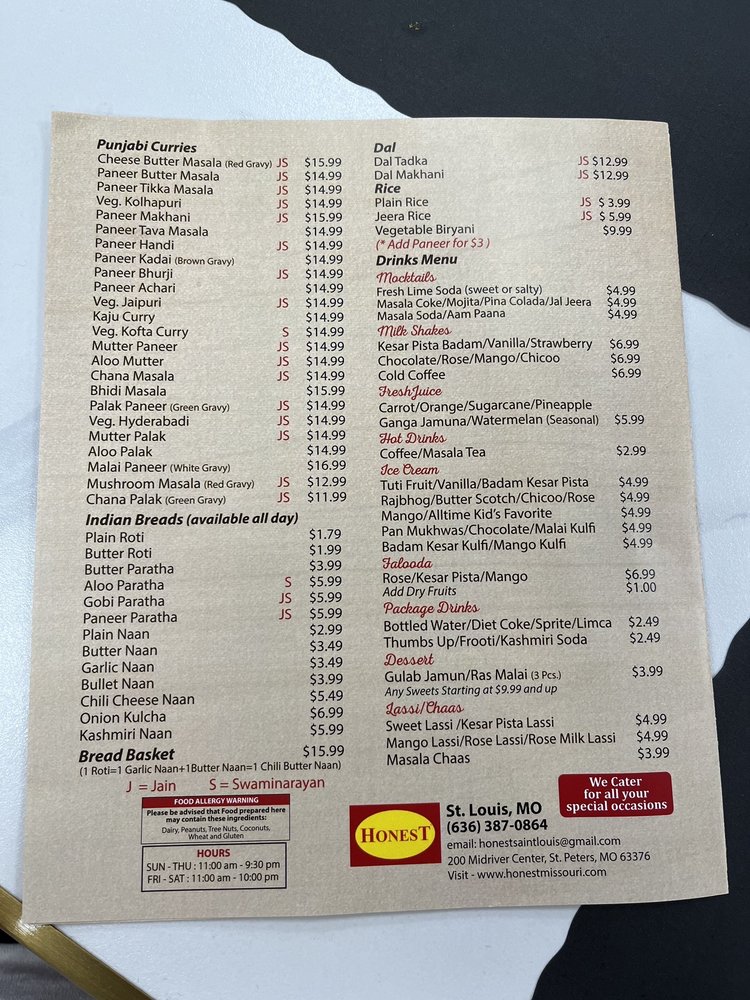 Punjabi Curries
Cheese Butter Masala (Red Gravy) JS $15.99
Paneer Butter Masala JS $14.99
Paneer Tikka Masala JS $14.99
Veg. Kolhapuri JS $14.99
Paneer Makhani JS $15.99
Paneer Tava Masala $14.99
Paneer Handi JS $14.99
Paneer Kadai (Brown Gravy) $14.99
Paneer Bhurji JS $14.99
Paneer Achari $14.99
Veg. Jaipuri JS $14.99
Kaju Curry $14.99
Veg. Kofta Curry S $14.99
Mutter Paneer JS $14.99
Aloo Mutter JS $14.99
Chana Masala JS $14.99
Bhidi Masala $15.99
Palak Paneer (Green Gravy) JS $14.99
Veg. Hyderabadi JS $14.99
Mutter Palak JS $14.99
Aloo Palak $14.99
Malai Paneer (White Gravy) $16.99
Mushroom Masala (Red Gravy) JS $12.99
Chana Palak (Green Gravy) JS $11.99
Indian Breads (available all day)
Plain Roti $1.79
Butter Roti $1.99
Butter Paratha $3.99
Aloo Paratha S $5.99
Gobi Paratha JS $5.99
Paneer Paratha JS $5.99
Plain Naan $2.99
Butter Naan $3.49
Garlic Naan $3.49
Bullet Naan $3.99
Chili Cheese Naan $5.49
Onion Kulcha $6.99
Kashmiri Naan $5.99
Bread Basket $15.99
(1 Roti=1 Garlic Naan+1Butter Naan=1 Chili Butter Naan)
J = Jain S = Swaminarayan
FOOD ALLERGY WARNING
Please be advised that Food prepared here
may contain these ingredients:
Dairy, Peanuts, Tree Nuts, Coconuts,
Wheat and Gluten
HOURS
SUN - THU : 11:00 am - 9:30 pm
FRI - SAT : 11:00 am - 10:00 pm
Dal
Dal Tadka JS $12.99
Dal Makhani JS $12.99
Rice
Plain Rice JS $ 3.99
Jeera Rice JS $ 5.99
Vegetable Biryani $9.99
(* Add Paneer for $3 )
Drinks Menu
Mocktails
Fresh Lime Soda (sweet or salty) $4.99
Masala Coke/Mojita/Pina Colada/Jal Jeera $4.99
Masala Soda/Aam Paana $4.99
Milk Shakes
Kesar Pista Badam/Vanilla/Strawberry $6.99
Chocolate/Rose/Mango/Chicoo $6.99
Cold Coffee $6.99
Fresh Juice
Carrot/Orange/Sugarcane/Pineapple
Ganga Jamuna/Watermelan (Seasonal) $5.99
Hot Drinks
Coffee/Masala Tea $2.99
Ice Cream
Tuti Fruit/Vanilla/Badam Kesar Pista $4.99
Rajbhog/Butter Scotch/Chicoo/Rose $4.99
Mango/Alltime Kid's Favorite $4.99
Pan Mukhwas/Chocolate/Malai Kulfi $4.99
Badam Kesar Kulfi/Mango Kulfi $4.99
Falooda
Rose/Kesar Pista/Mango $6.99
Add Dry Fruits $1.00
Package Drinks
Bottled Water/Diet Coke/Sprite/Limca $2.49
Thumbs Up/Frooti/Kashmiri Soda $2.49
Dessert
Gulab Jamun/Ras Malai (3 Pcs.) $3.99
Any Sweets Starting at $9.99 and up
Lassi/Chaas
Sweet Lassi /Kesar Pista Lassi $4.99
Mango Lassi/Rose Lassi/Rose Milk Lassi $4.99
Masala Chaas $3.99
We Cater
for all your
special occasions
HONEST
St. Louis, MO
(636) 387-0864
email: honestsaintlouis@gmail.com
200 Midriver Center, St. Peters, MO 63376
Visit - www.honestmissouri.com